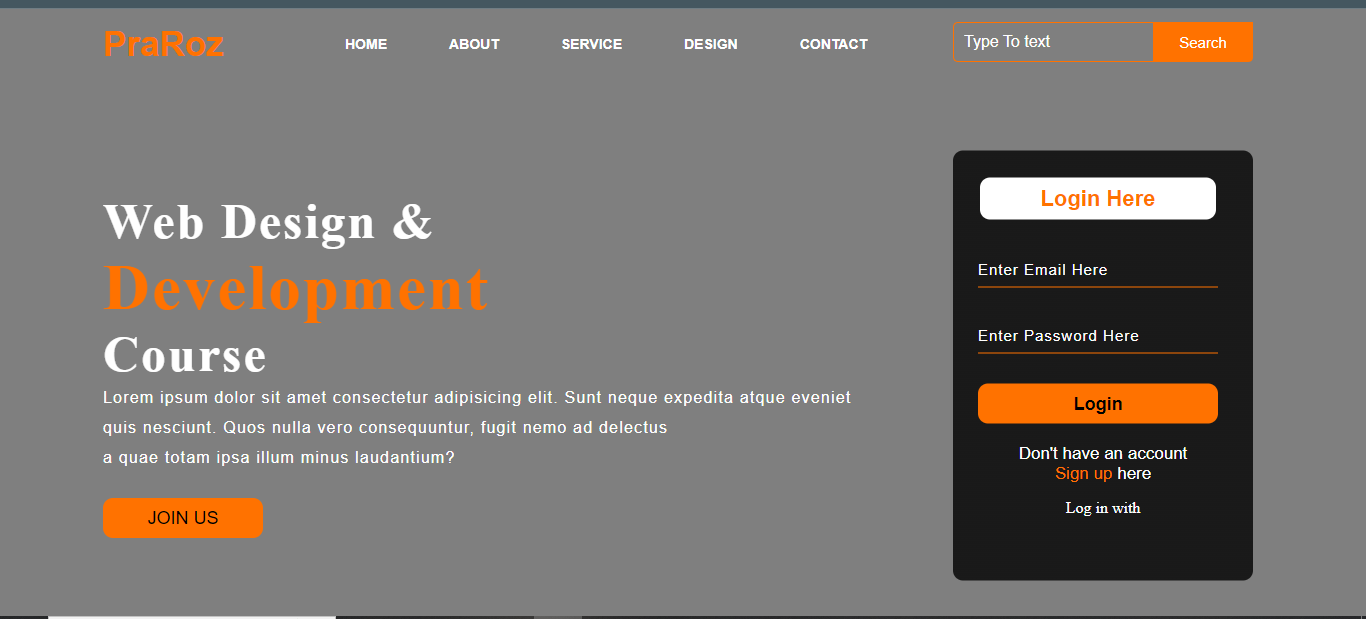 PraRoz
HOME ABOUT SERVICE DESIGN CONTACT
Type To text Search
Web Design &
Development
Course
Lorem ipsum dolor sit amet consectetur adipisicing elit. Sunt neque expedita atque eveniet
quis nesciunt. Quos nulla vero consequuntur, fugit nemo ad delectus
a quae totam ipsa illum minus laudantium?
JOIN US
Login Here
Enter Email Here
Enter Password Here
Login
Don't have an account
Sign up here
Log in with